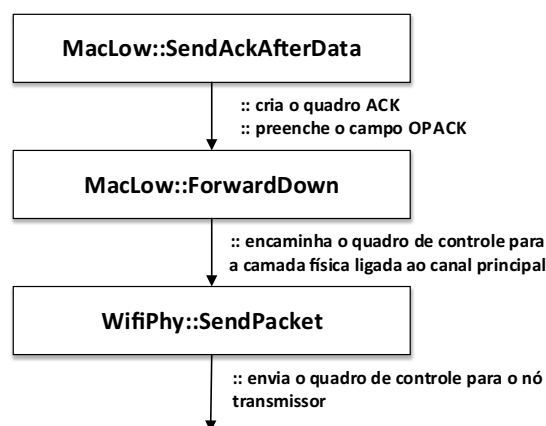 MacLow::SendAckAfterData
:: cria o quadro ACK
:: preenche o campo OPACK
MacLow::ForwardDown
:: encaminha o quadro de controle para
a camada física ligada ao canal principal
WifiPhy::SendPacket
:: envia o quadro de controle para o nó
transmissor